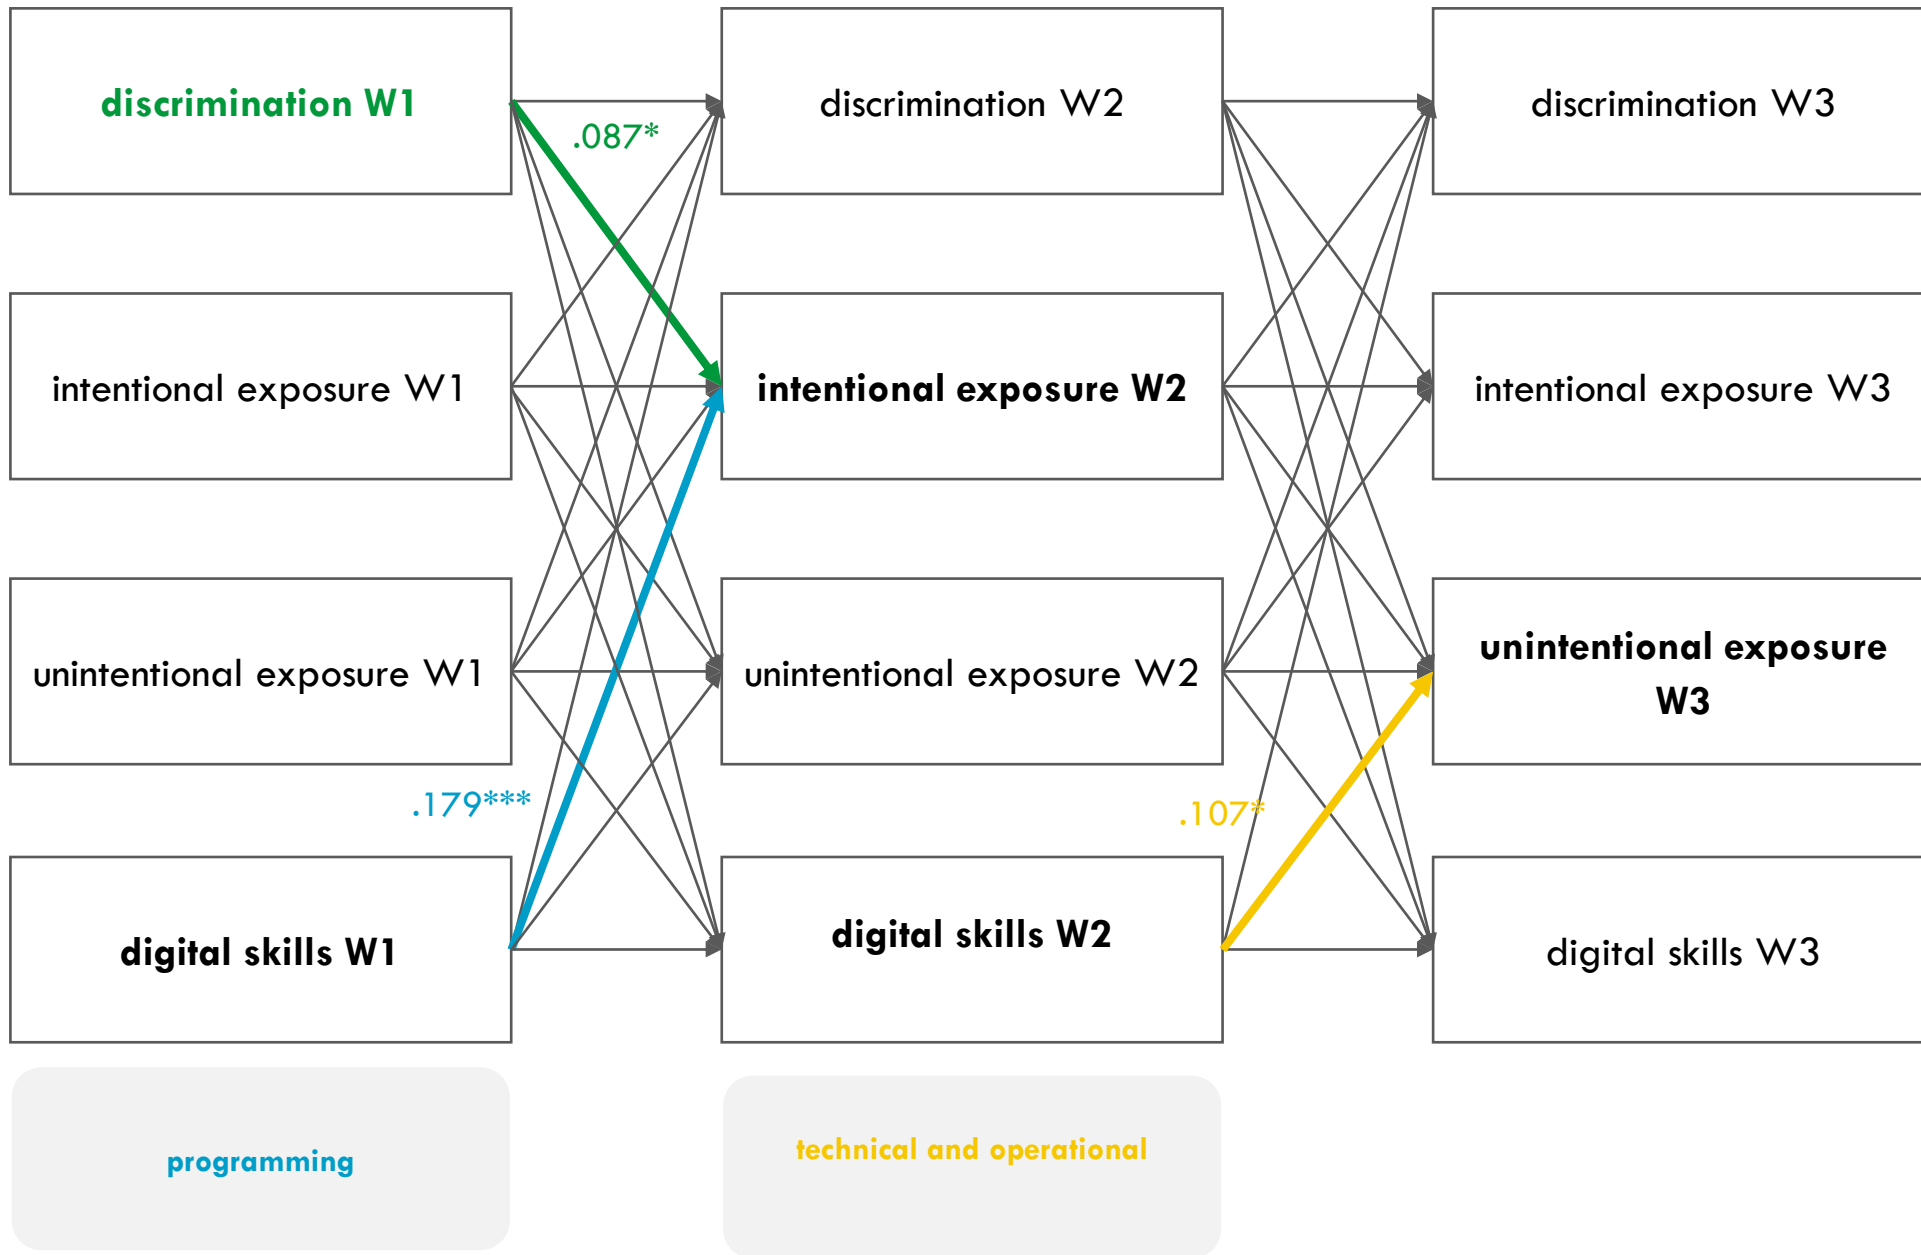 discrimination W1
discrimination W2
discrimination W3
.087*
intentional exposure W1
intentional exposure W2
intentional exposure W3
unintentional exposure W1
unintentional exposure W2
unintentional exposure
W3
.179***
.107*
digital skills W1
digital skills W2
digital skills W3
programming
technical and operational